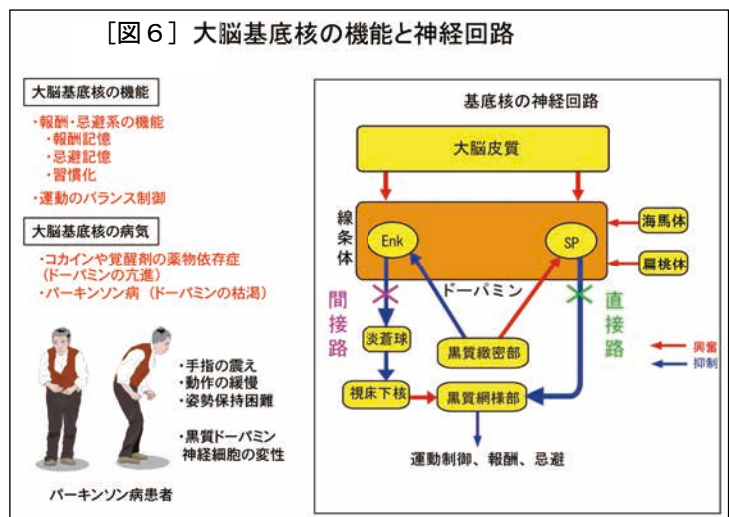 ［図６］ 大脳基底核の機能と神経回路
大脳基底核の機能
・報酬・忌避系の機能
・報酬記憶
・忌避記憶
・習慣化
・運動のバランス制御
大脳基底核の病気
・コカインや覚醒剤の薬物依存症
（ドーパミンの亢進）
・パーキンソン病（ドーパミンの枯渇）
・手指の震え
・動作の緩慢
・姿勢保持困難
・黒質ドーパミン
神経細胞の変性
パーキンソン病患者
基底核の神経回路
大脳皮質
線条体
Enk
SP
海馬体
扁桃体
ドーパミン
間接路
直接路
淡蒼球
黒質緻密部
視床下核
黒質網様部
興奮
抑制
運動制御、報酬、忌避